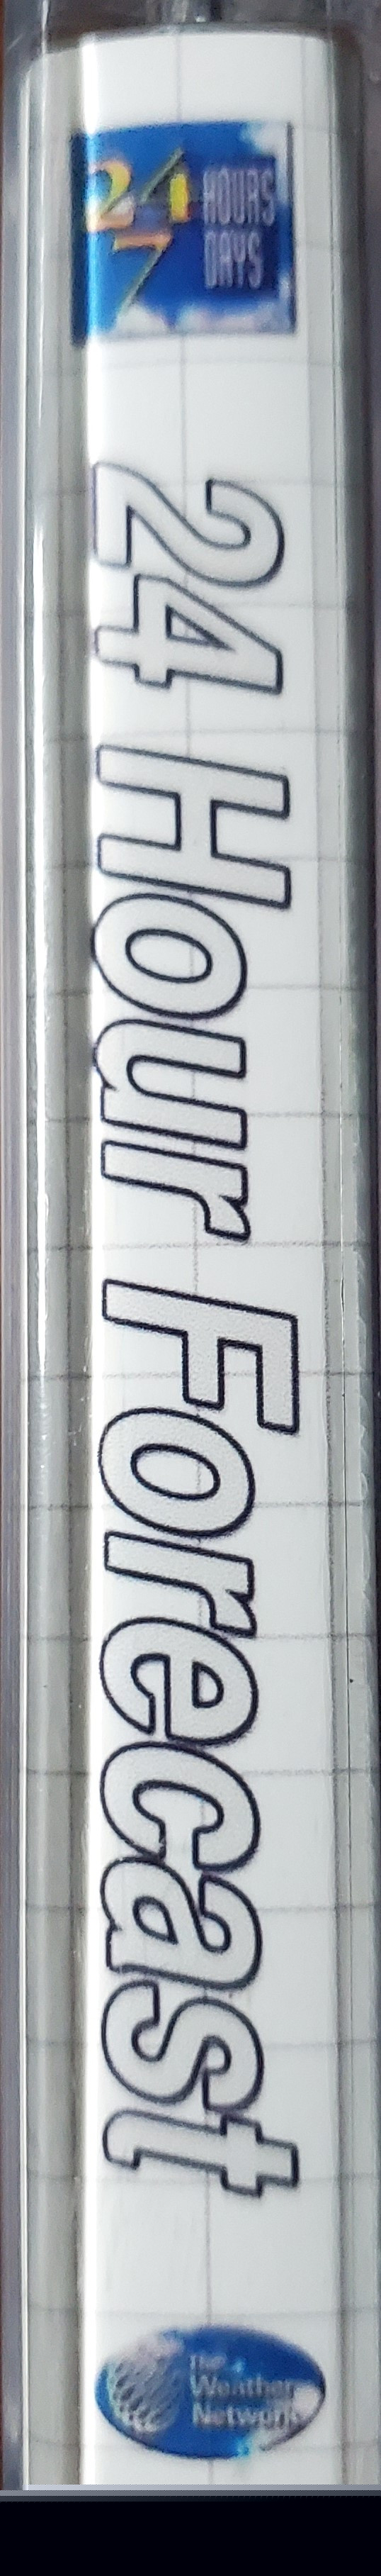 24 HOURS
7 DAYS
24 Hour Forecast
The
Weather
Network